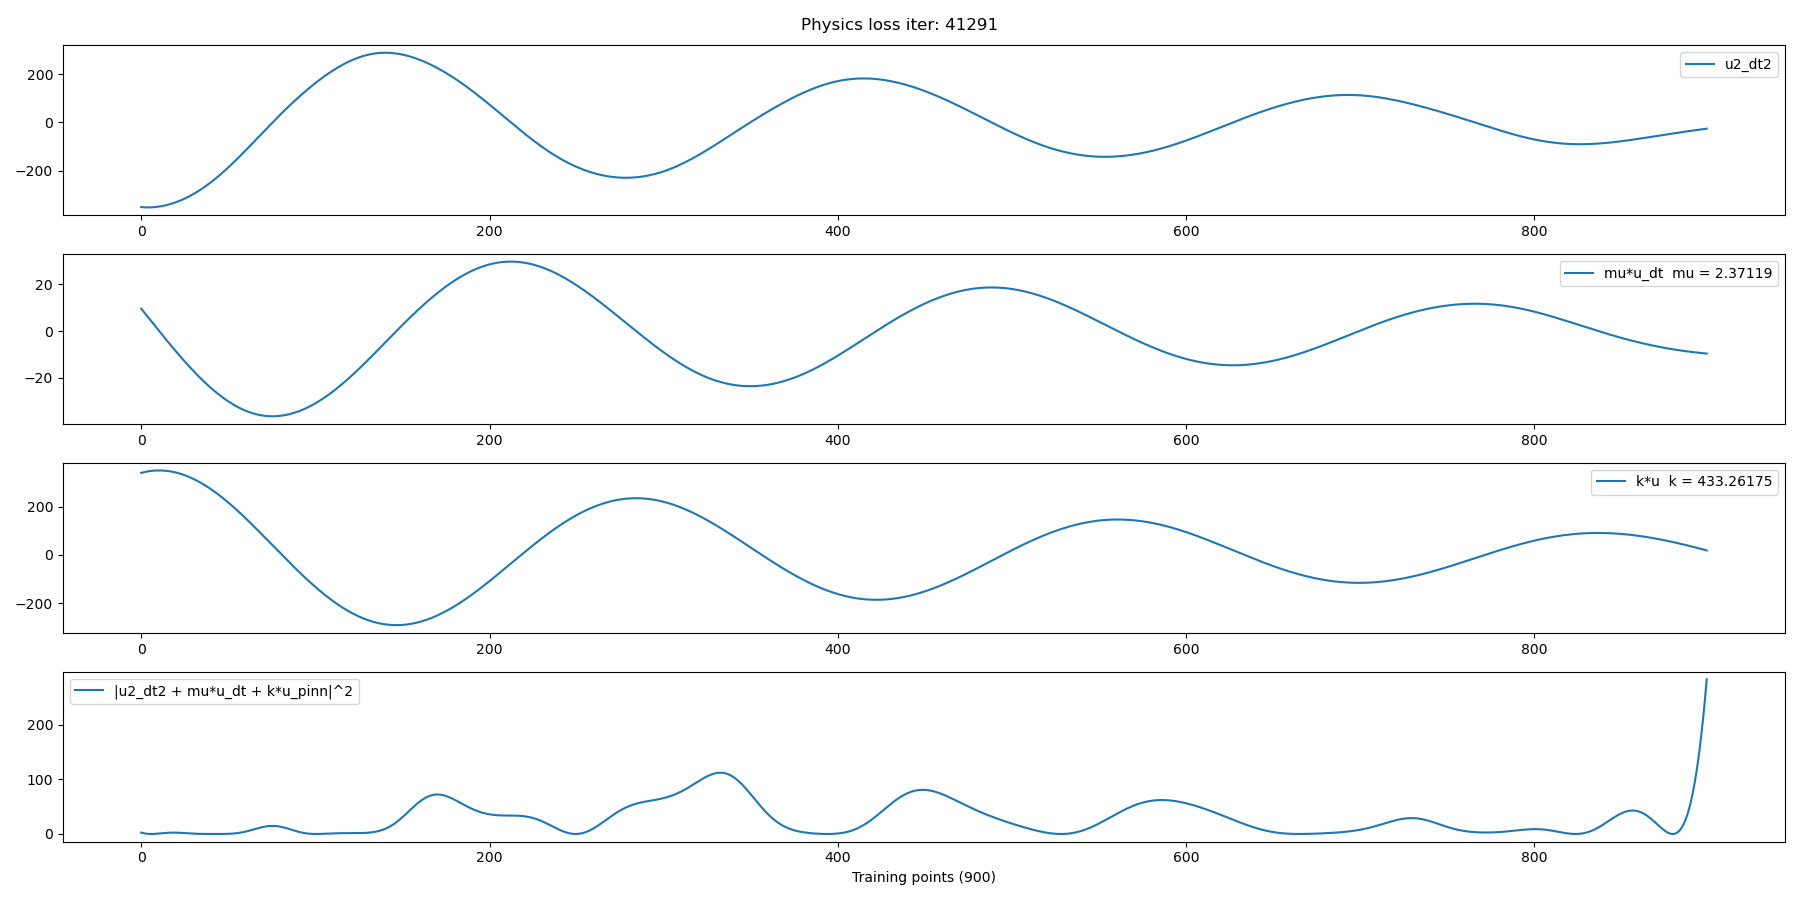 Physics loss iter: 41291
u2_dt2
200
0
−200
0 200 400 600 800
mu*u_dt  mu = 2.37119
20
0
−20
0 200 400 600 800
k*u  k = 433.26175
200
0
−200
0 200 400 600 800
|u2_dt2 + mu*u_dt + k*u_pinn|^2
200
100
0
0 200 400 600 800
Training points (900)